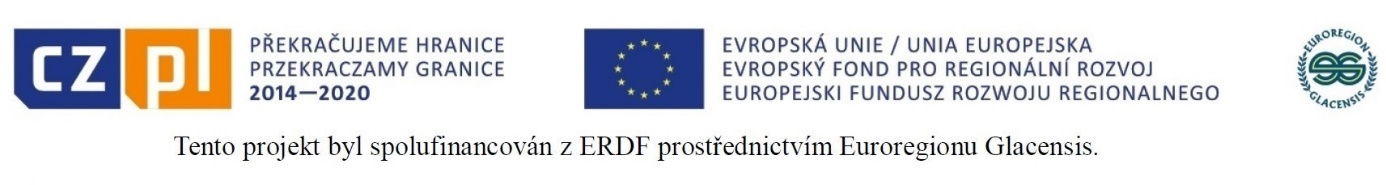 cz pl
PŘEKRAČUJEME HRANICE
PRZEKRACZAMY GRANICE
2014—2020
EVROPSKÁ UNIE / UNIA EUROPEJSKA
EVROPSKÝ FOND PRO REGIONÁLNÍ ROZVOJ
EUROPEJSKI FUNDUSZ ROZWOJU REGIONALNEGO
EUROREGION
GLACENSIS
Tento projekt byl spolufinancován z ERDF prostřednictvím Euroregionu Glacensis.